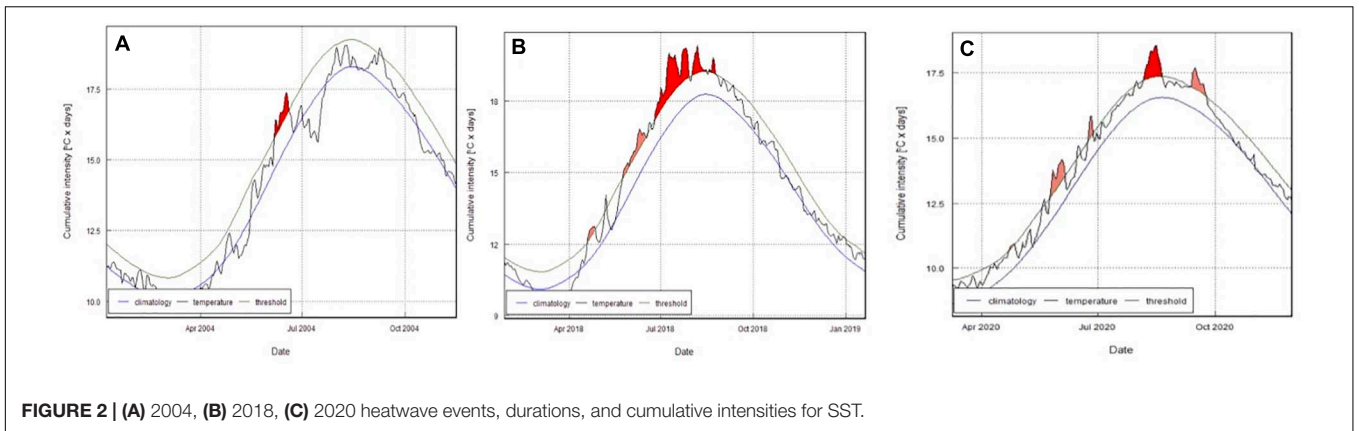 A
Cumulative intensity [°C x days]
17.5
15.0
12.5
10.0
climatology temperature threshold
Apr 2004 Jul 2004 Oct 2004
Date
B
Cumulative intensity [°C x days]
18
15
12
9
climatology temperature threshold
Apr 2018 Jul 2018 Oct 2018 Jan 2019
Date
C
Cumulative intensity [°C x days]
17.5
15.0
12.5
10.0
climatology temperature threshold
Apr 2020 Jul 2020 Oct 2020
Date
FIGURE 2 | (A) 2004, (B) 2018, (C) 2020 heatwave events, durations, and cumulative intensities for SST.